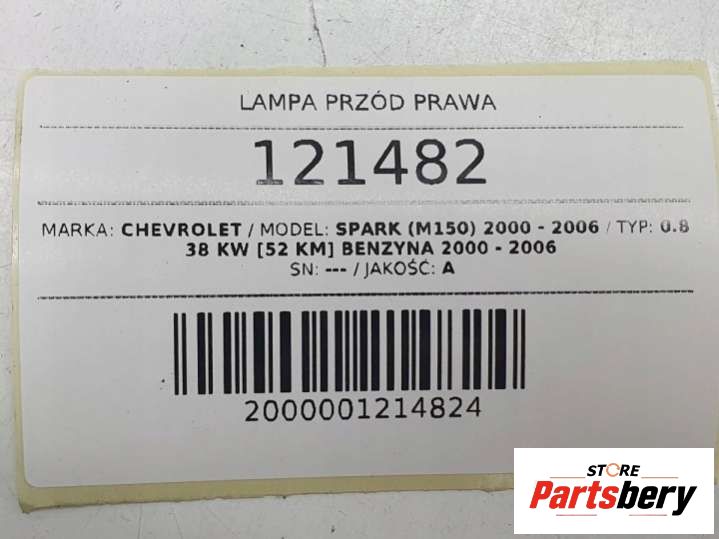 LAMPA PRZÓD PRAWA
121482
MARKA: CHEVROLET / MODEL: SPARK (M150) 2000 - 2006 / TYP: 0.8
38 KW [52 KM] BENZYNA 2000 - 2006
SN: --- / JAKOŚĆ: A
2000001214824
STORE
Partsbery